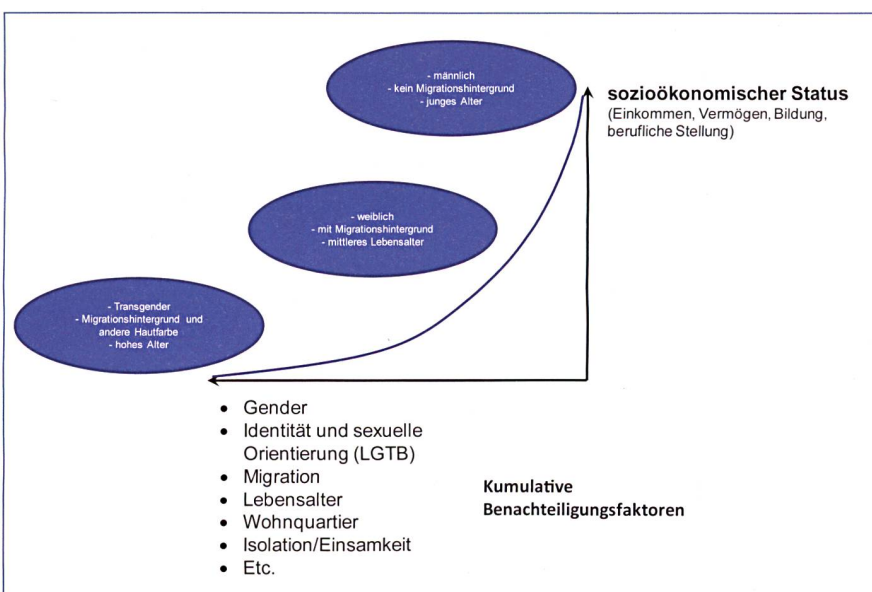 - männlich
- kein Migrationshintergrund
- junges Alter
sozioökonomischer Status
(Einkommen, Vermögen, Bildung,
berufliche Stellung)
- weiblich
- mit Migrationshintergrund
- mittleres Lebensalter
- Transgender
- Migrationshintergrund und
andere Hautfarbe
- hohes Alter
• Gender
• Identität und sexuelle
Orientierung (LGTB)
• Migration
• Lebensalter
• Wohnquartier
• Isolation/Einsamkeit
• Etc.
Kumulative
Benachteiligungsfaktoren